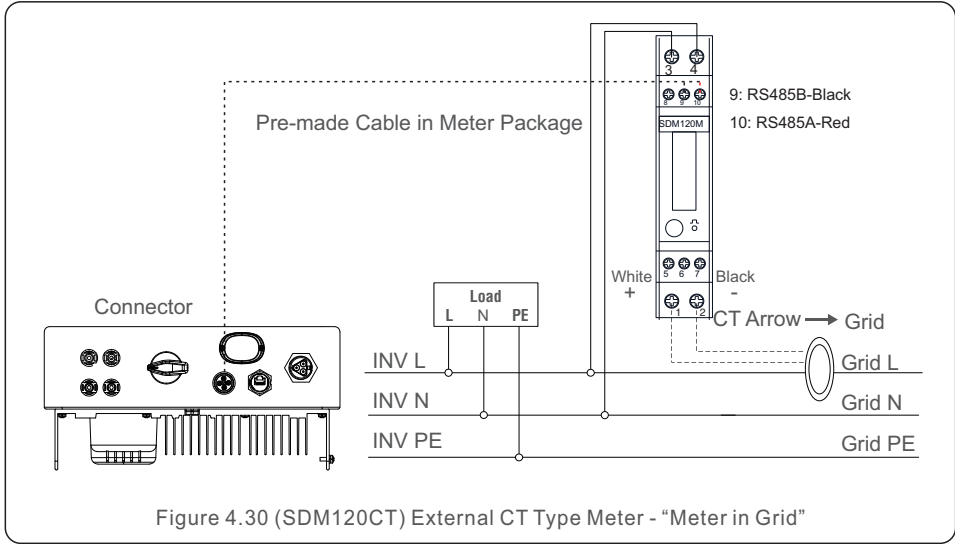 3 4
8 9 10
9: RS485B-Black
Pre-made Cable in Meter Package
10: RS485A-Red
SDM120M
5 6 7
White
+
Black
-
1 2
Connector
Load
L N PE
CT Arrow Grid
INV L
Grid L
INV N
Grid N
INV PE
Grid PE
Figure 4.30 (SDM120CT) External CT Type Meter - “Meter in Grid”